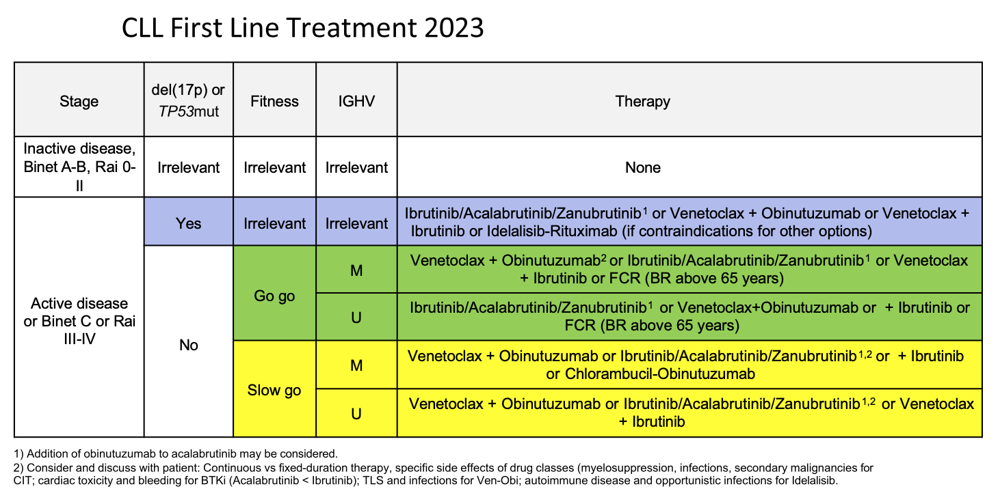 CLL First Line Treatment 2023
Stage
del(17p) or
TP53mut
Fitness
IGHV
Therapy
Inactive disease,
Binet A-B, Rai 0-
II
Irrelevant
Irrelevant
Irrelevant
None
Active disease
or Binet C or Rai
III-IV
Yes
Irrelevant
Irrelevant
Ibrutinib/Acalabrutinib/Zanubrutinib1 or Venetoclax + Obinutuzumab or Venetoclax +
Ibrutinib or Idelalisib-Rituximab (if contraindications for other options)
No
Go go
M
Venetoclax + Obinutuzumab2 or Ibrutinib/Acalabrutinib/Zanubrutinib1 or Venetoclax
+ Ibrutinib or FCR (BR above 65 years)
U
Ibrutinib/Acalabrutinib/Zanubrutinib1 or Venetoclax+Obinutuzumab or + Ibrutinib or
FCR (BR above 65 years)
Slow go
M
Venetoclax + Obinutuzumab or Ibrutinib/Acalabrutinib/Zanubrutinib1,2 or + Ibrutinib
or Chlorambucil-Obinutuzumab
U
Venetoclax + Obinutuzumab or Ibrutinib/Acalabrutinib/Zanubrutinib1,2 or Venetoclax
+ Ibrutinib
1) Addition of obinutuzumab to acalabrutinib may be considered.
2) Consider and discuss with patient: Continuous vs fixed-duration therapy, specific side effects of drug classes (myelosuppression, infections, secondary malignancies for
CIT; cardiac toxicity and bleeding for BTKi (Acalabrutinib < Ibrutinib); TLS and infections for Ven-Obi; autoimmune disease and opportunistic infections for Idelalisib.